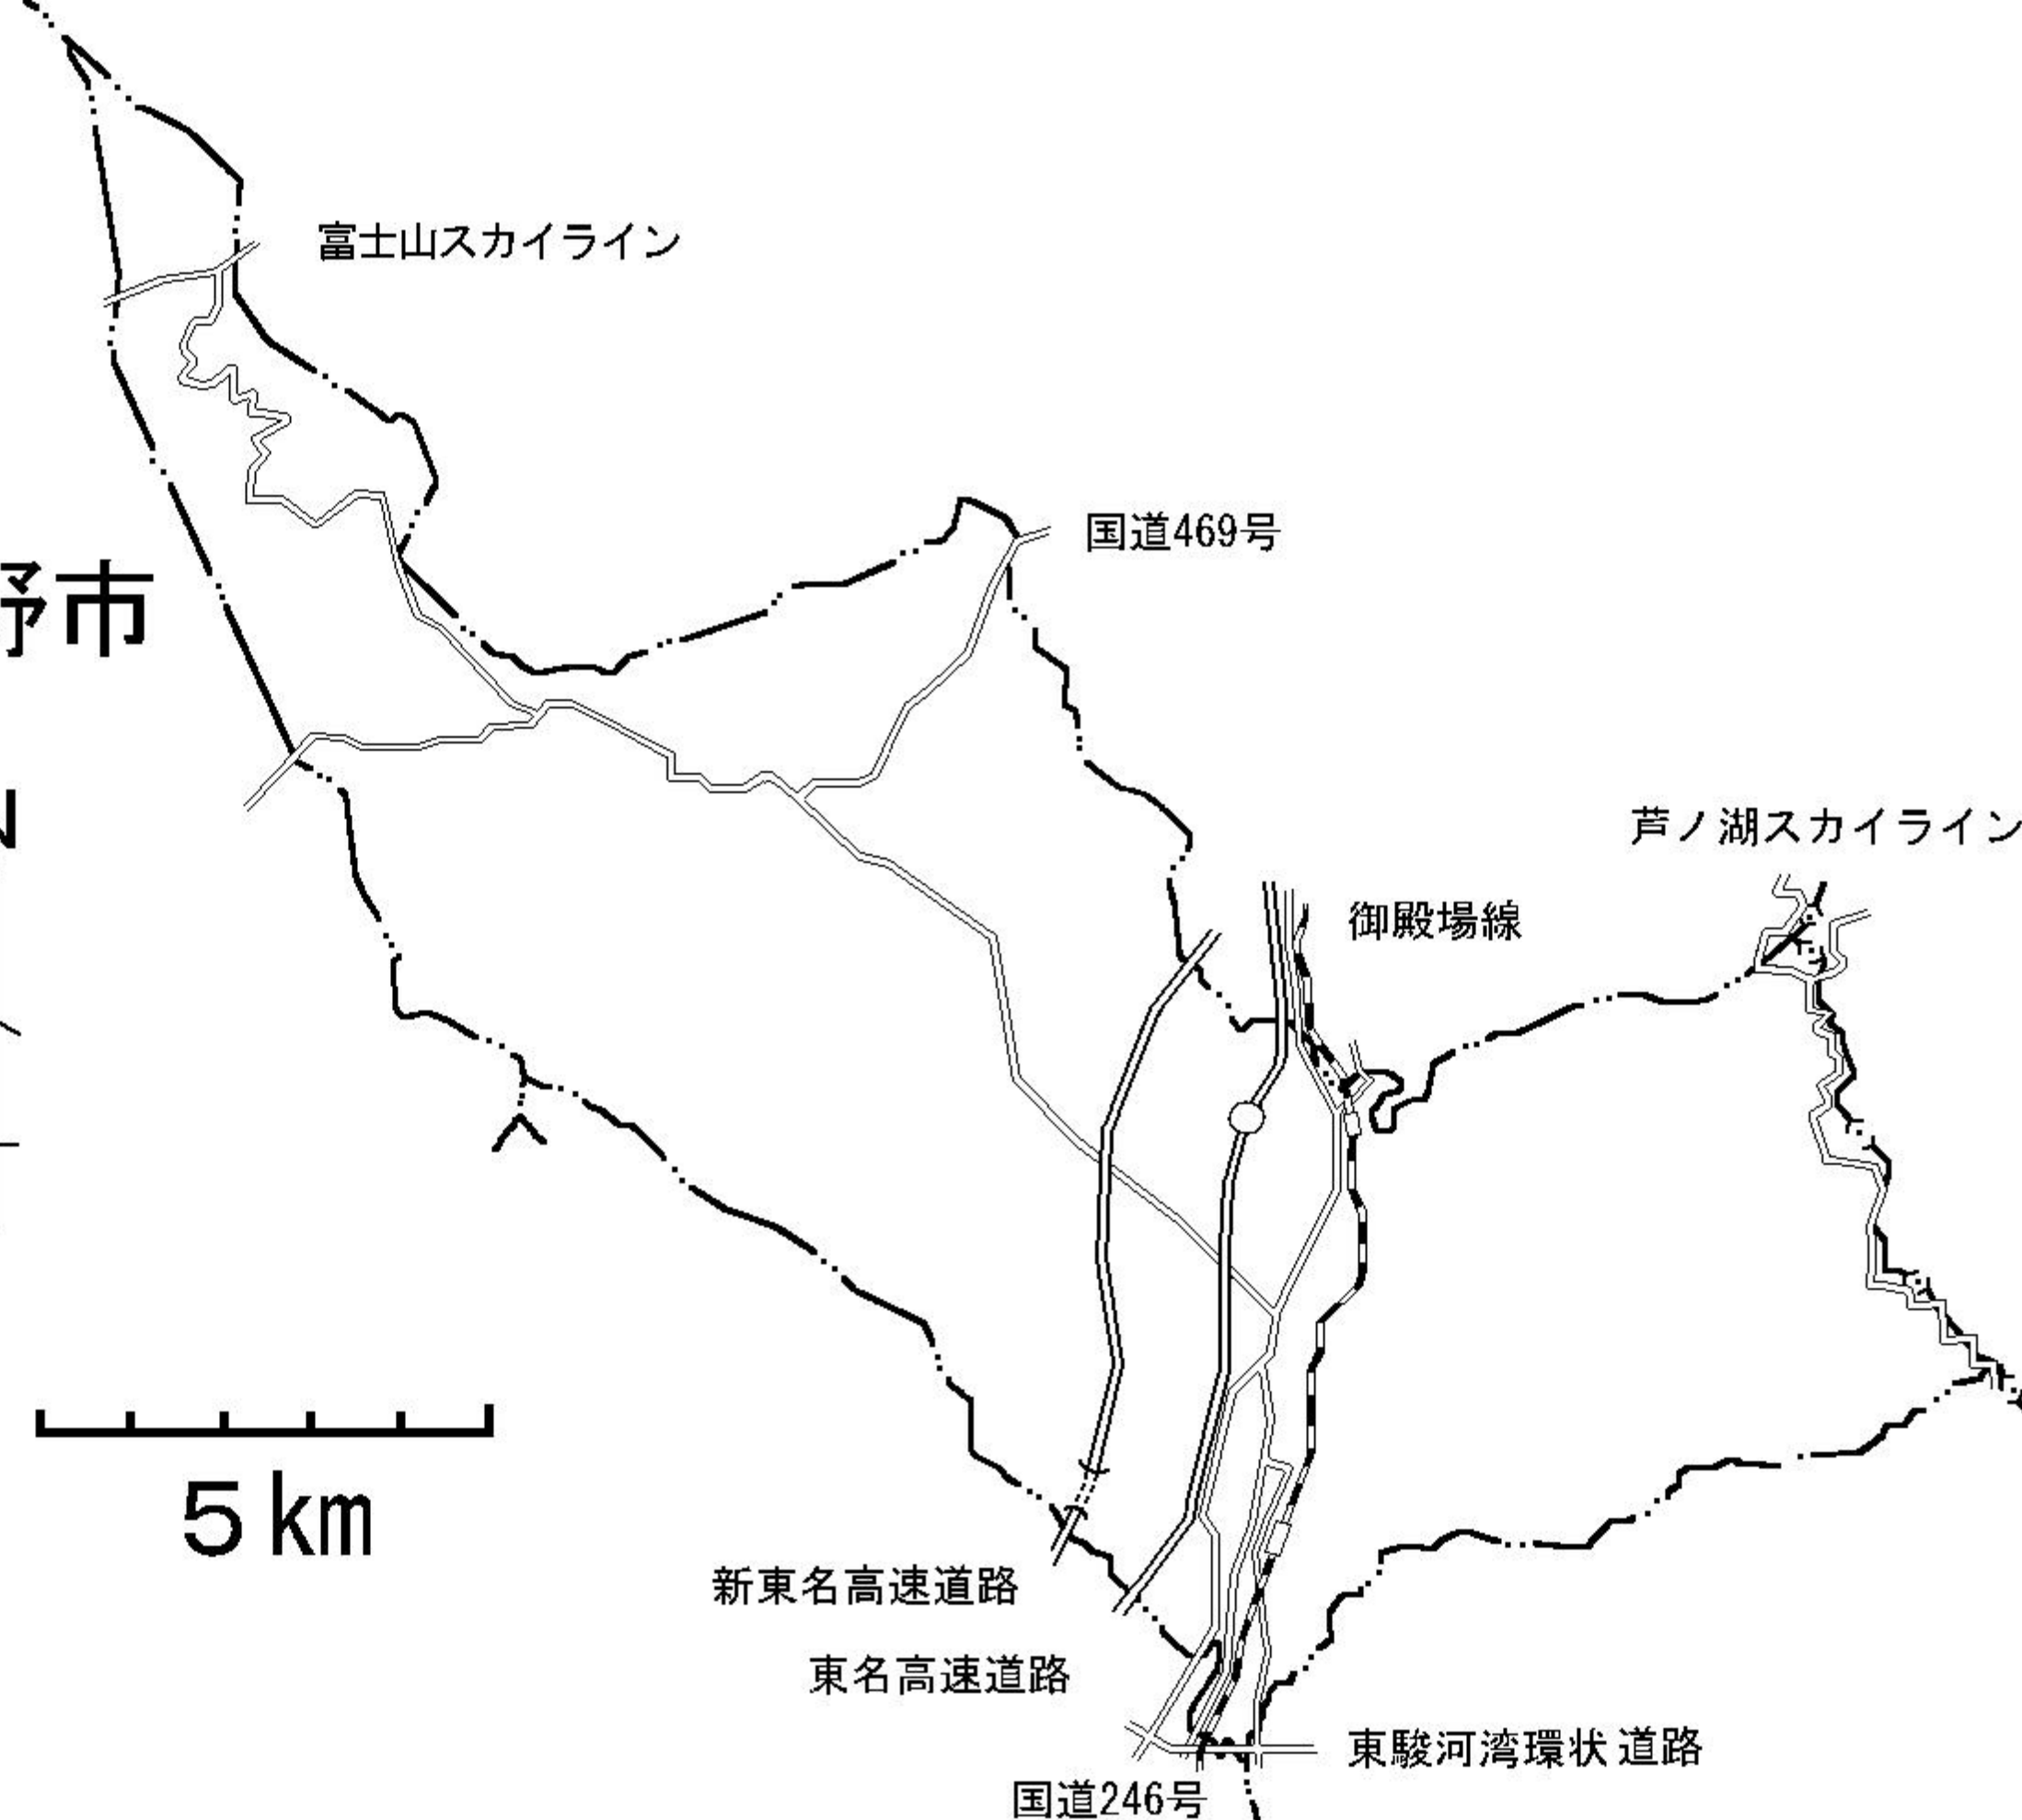 富士山スカイライン
国道469号
野市
N
芦ノ湖スカイライン
御殿場線
5km
新東名高速道路
東名高速道路
東駿河湾環状道路
国道246号